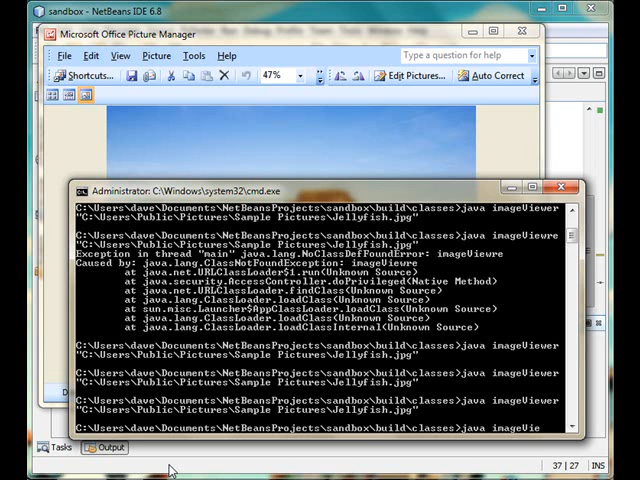 sandbox - NetBeans IDE 6.8
Microsoft Office Picture Manager
File Edit View Picture Tools Help
Type a question for help
Shortcuts...
47%
Edit Pictures...
Auto Correct
Administrator: C:\Windows\system32\cmd.exe
C:\Users\dave\Documents\NetBeansProjects\sandbox\build\classes>java imageViewer
"C:\Users\Public\Pictures\Sample Pictures\Jellyfish.jpg"
C:\Users\dave\Documents\NetBeansProjects\sandbox\build\classes>java imageViewre
"C:\Users\Public\Pictures\Sample Pictures\Jellyfish.jpg"
Exception in thread "main" java.lang.NoClassDefFoundError: imageViewre
Caused by: java.lang.ClassNotFoundException: imageViewre
at java.net.URLClassLoader$1.run(Unknown Source)
at java.security.AccessController.doPrivileged(Native Method)
at java.net.URLClassLoader.findClass(Unknown Source)
at java.lang.ClassLoader.loadClass(Unknown Source)
at sun.misc.Launcher$AppClassLoader.loadClass(Unknown Source)
at java.lang.ClassLoader.loadClass(Unknown Source)
at java.lang.ClassLoader.loadClassInternal(Unknown Source)
C:\Users\dave\Documents\NetBeansProjects\sandbox\build\classes>java imageViewer
"C:\Users\Public\Pictures\Sample Pictures\Jellyfish.jpg"
C:\Users\dave\Documents\NetBeansProjects\sandbox\build\classes>java imageViewer
"C:\Users\Public\Pictures\Sample Pictures\Jellyfish.jpg"
C:\Users\dave\Documents\NetBeansProjects\sandbox\build\classes>java imageViewer
"C:\Users\Public\Pictures\Sample Pictures\Jellyfish.jpg"
C:\Users\dave\Documents\NetBeansProjects\sandbox\build\classes>java imageVie
Tasks
Output
37 | 27 INS